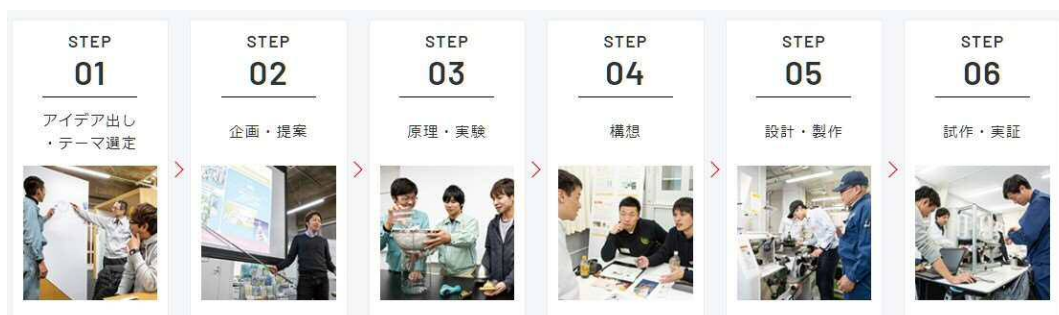 STEP
01
アイデア出し
・テーマ選定
STEP
02
企画・提案
STEP
03
原理・実験
STEP
04
構想
STEP
05
設計・製作
STEP
06
試作・実証